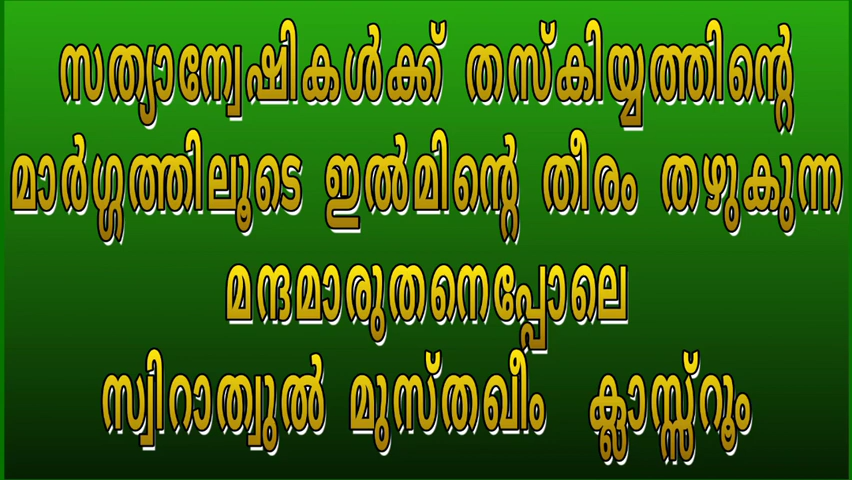 സത്യാന്വേഷികൾക്ക് തസ്കിയ്യത്തിന്റെ
മാർഗ്ഗത്തിലൂടെ ഇൽമിന്റെ തീരം തഴുകുന്ന
മന്ദമാരുതനെപ്പോലെ
സ്വിറാത്വുൽ മുസ്തഖീം ക്ലാസ്സ്റൂം